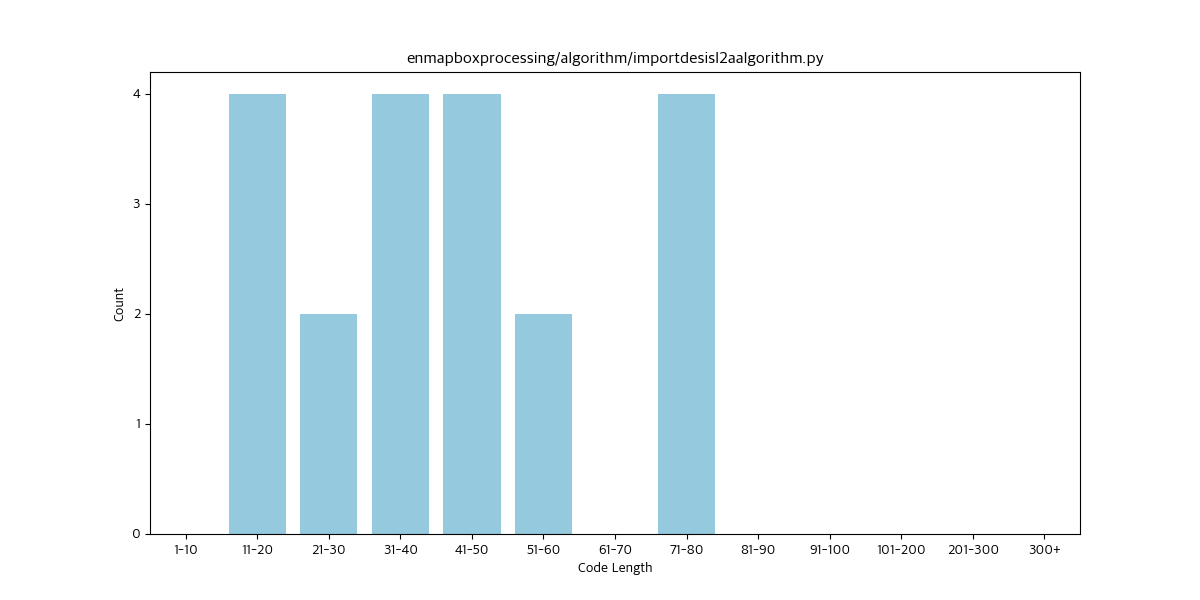 enmapboxprocessing/algorithm/importdesisl2aalgorithm.py
4
3
2
1
0
Count
1-10 11-20 21-30 31-40 41-50 51-60 61-70 71-80 81-90 91-100 101-200 201-300 300+
Code Length